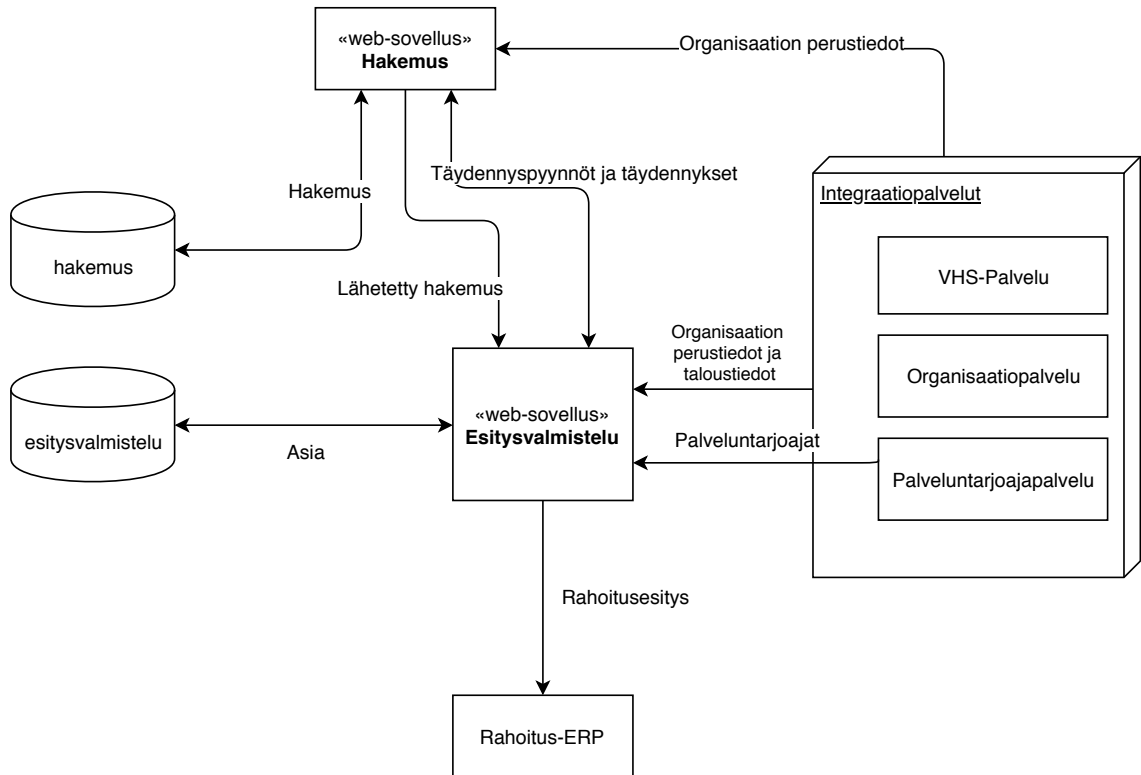 «web-sovellus»
Hakemus
Organisaation perustiedot
Hakemus
Täydennyspyynnöt ja täydennykset
Integraatiopalvelut
hakemus
VHS-Palvelu
Lähetetty hakemus
Organisaation
perustiedot ja
taloustiedot
Organisaatiopalvelu
esitysvalmistelu
Asia
«web-sovellus»
Esitysvalmistelu
Palveluntarjoajat
Palveluntarjoajapalvelu
Rahoitusesitys
Rahoitus-ERP